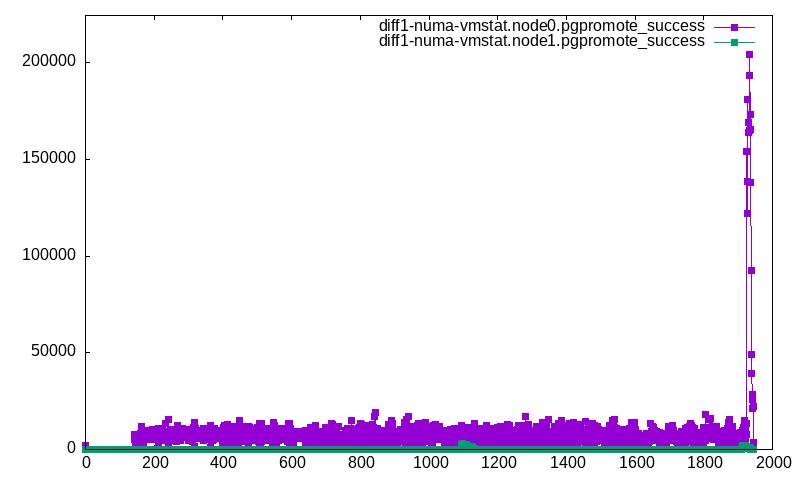 diff1-numa-vmstat.node0.pgpromote_success
diff1-numa-vmstat.node1.pgpromote_success
200000
150000
100000
50000
0
0 200 400 600 800 1000 1200 1400 1600 1800 2000